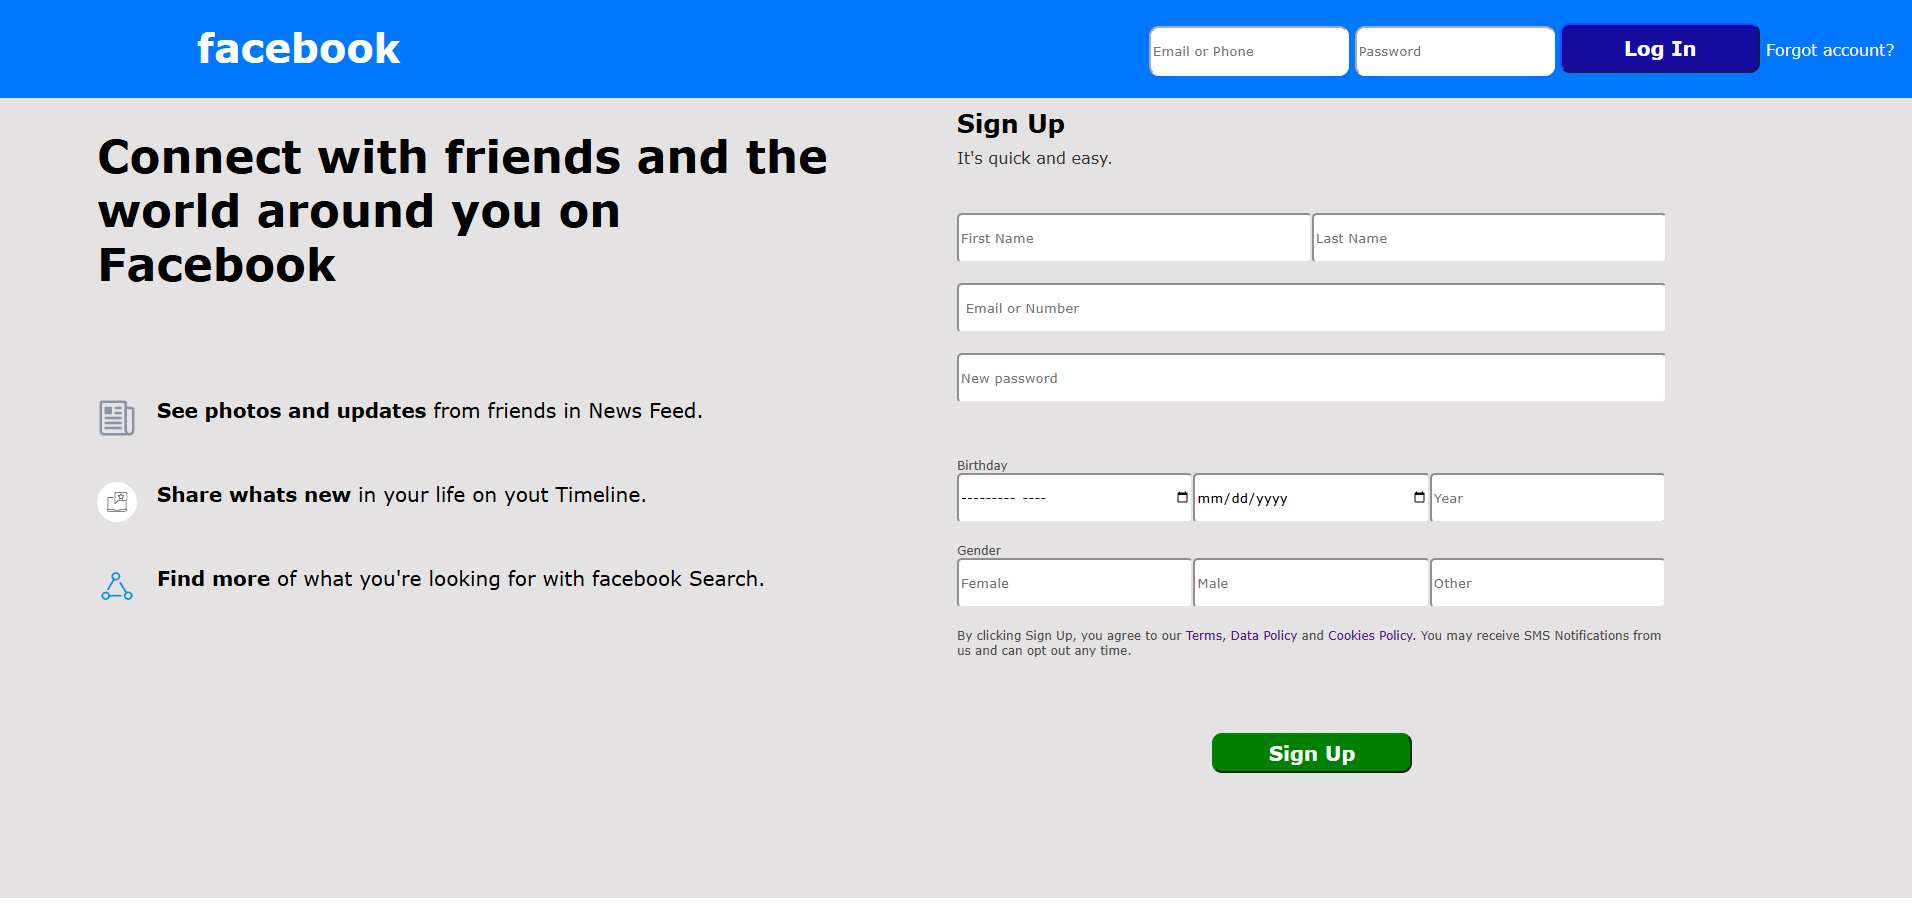 facebook
Email or Phone
Password
Log In
Forgot account?
Connect with friends and the
world around you on
Facebook
See photos and updates from friends in News Feed.
Share whats new in your life on yout Timeline.
Find more of what you're looking for with facebook Search.
Sign Up
It's quick and easy.
First Name
Last Name
Email or Number
New password
Birthday
--------- ----
mm/dd/yyyy
Year
Gender
Female
Male
Other
By clicking Sign Up, you agree to our Terms, Data Policy and Cookies Policy. You may receive SMS Notifications from
us and can opt out any time.
Sign Up